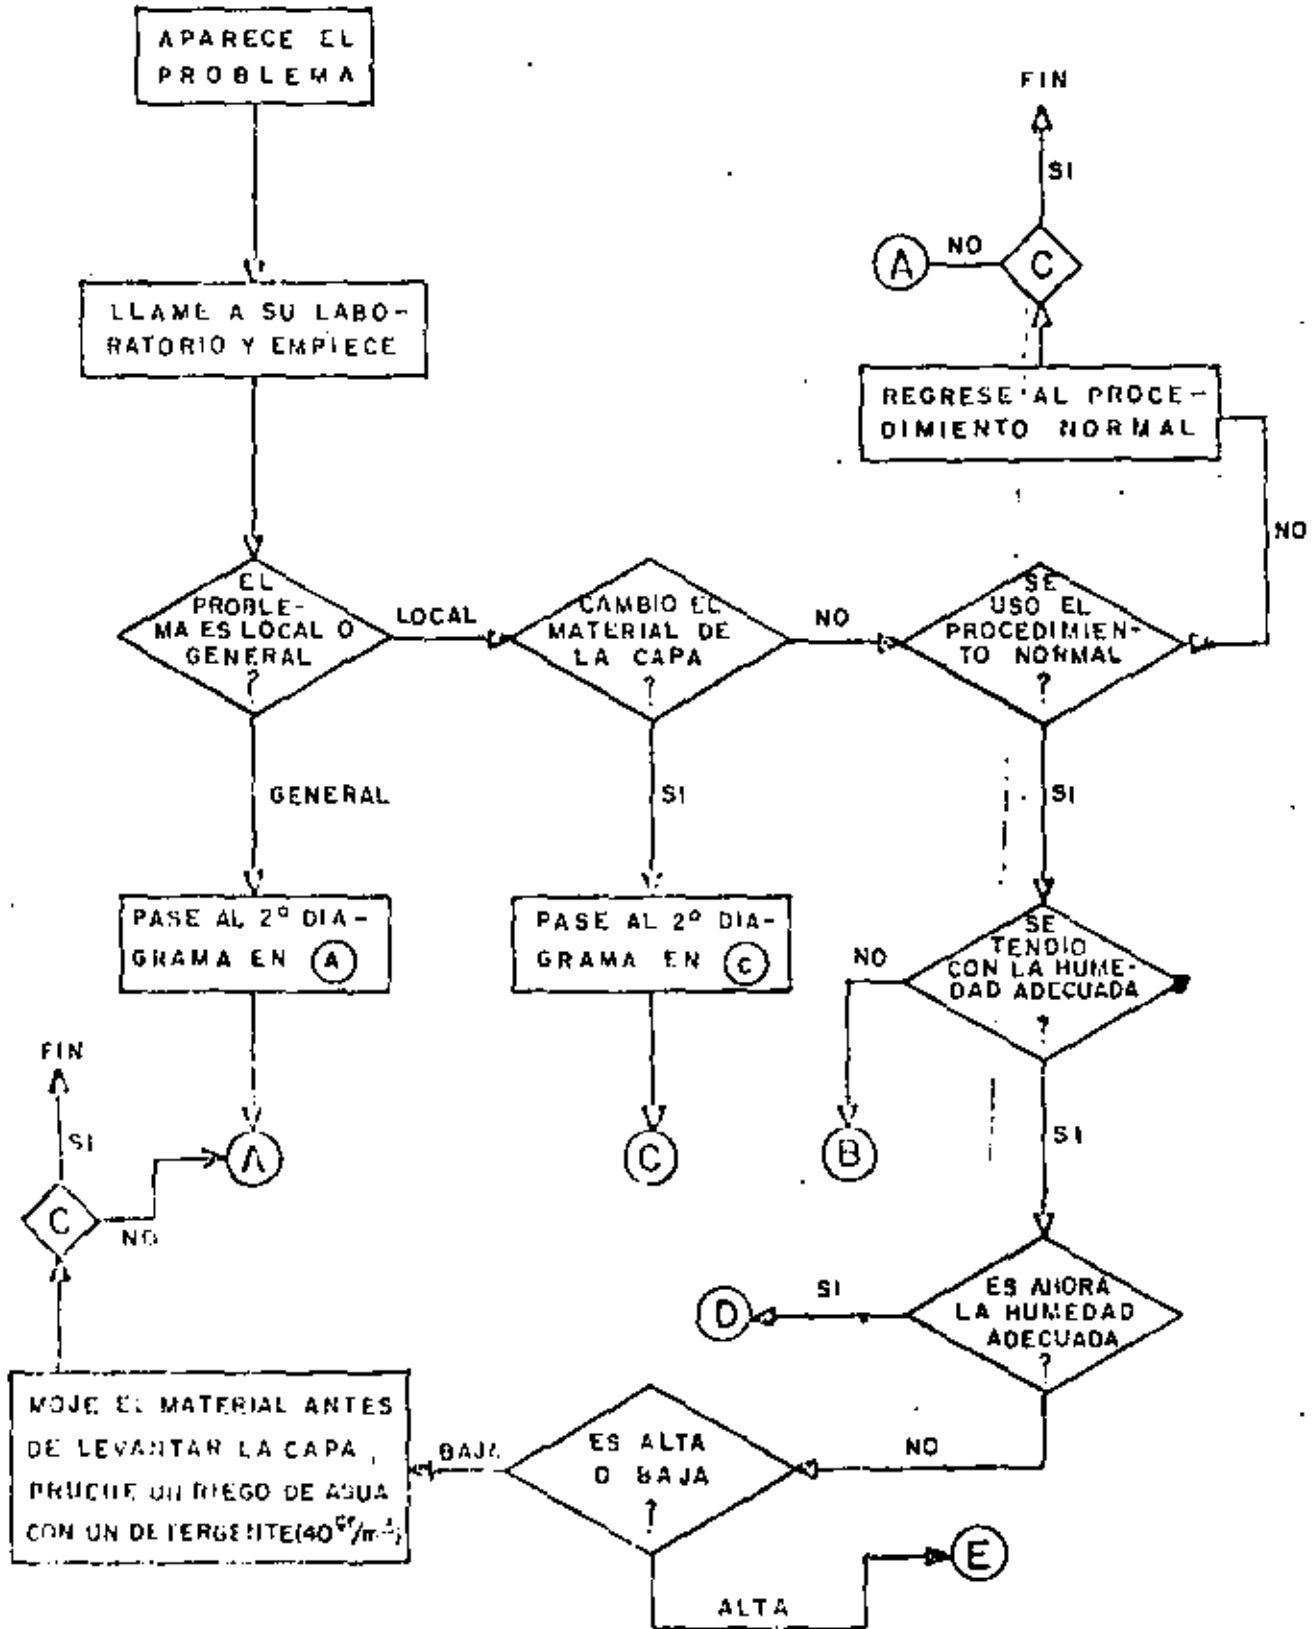 APARECE EL
PROBLEMA
LLAME A SU LABO-
RATORIO Y EMPIECE
EL
PROBLE-
MA ES LOCAL O
GENERAL
?
LOCAL
GENERAL
CAMBIO EL
MATERIAL DE
LA CAPA
?
NO
SI
SE
USO EL
PROCEDIMIEN-
TO NORMAL
?
NO
SI
REGRESE AL PROCE-
DIMIENTO NORMAL
C
SI
FIN
NO
A
PASE AL 2º DIA-
GRAMA EN A
A
PASE AL 2º DIA-
GRAMA EN C
C
SE
TENDIO
CON LA HUME-
DAD ADECUADA
?
NO
B
SI
ES AHORA
LA HUMEDAD
ADECUADA
?
SI
D
NO
ES ALTA
O BAJA
?
BAJA
ALTA
E
MOJE EL MATERIAL ANTES
DE LEVANTAR LA CAPA,
PRUEBE UN RIEGO DE AGUA
CON UN DETERGENTE(40
C
SI
FIN
NO